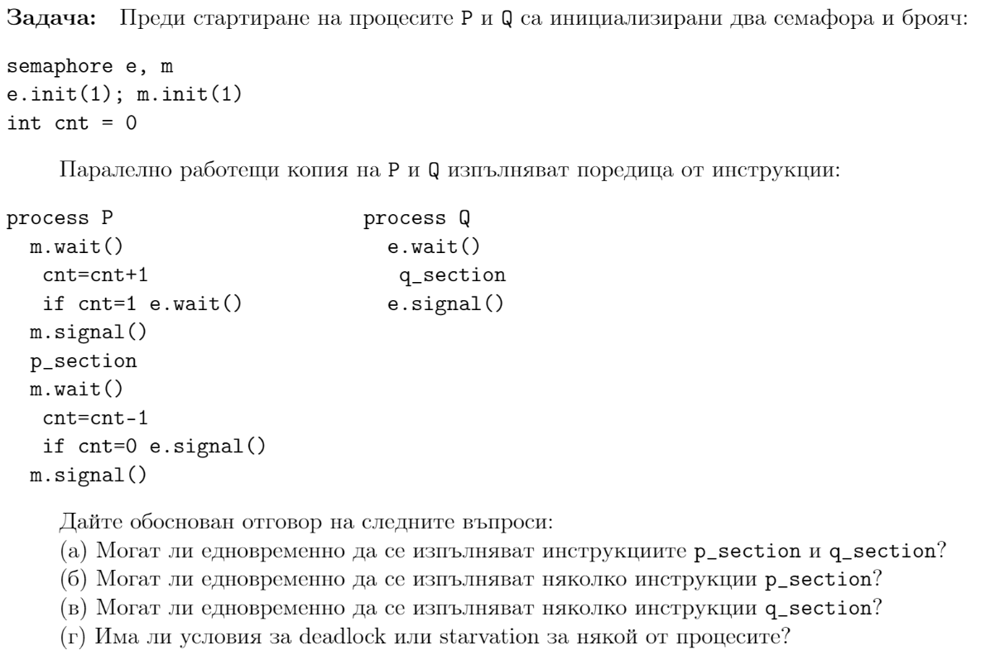 Задача: Преди стартиране на процесите P и Q са инициализирани два семафора и брояч:
semaphore e, m
e.init(1); m.init(1)
int cnt = 0
Паралелно работещи копия на P и Q изпълняват поредица от инструкции:
process P process Q
m.wait() e.wait()
cnt=cnt+1 q_section
if cnt=1 e.wait() e.signal()
m.signal()
p_section
m.wait()
cnt=cnt-1
if cnt=0 e.signal()
m.signal()
Дайте обоснован отговор на следните въпроси:
(а) Могат ли едновременно да се изпълняват инструкциите p_section и q_section?
(б) Могат ли едновременно да се изпълняват няколко инструкции p_section?
(в) Могат ли едновременно да се изпълняват няколко инструкции q_section?
(г) Има ли условия за deadlock или starvation за някой от процесите?